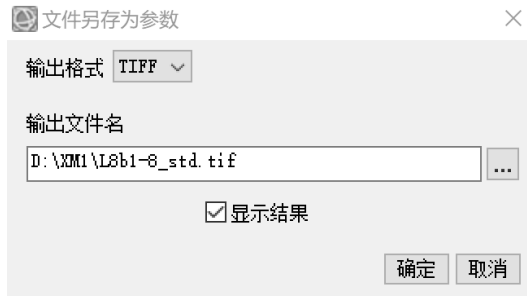 文件另存为参数
输出格式 TIFF
输出文件名
D:\XM1\L8b1-8_std.tif
...
显示结果
确定 取消